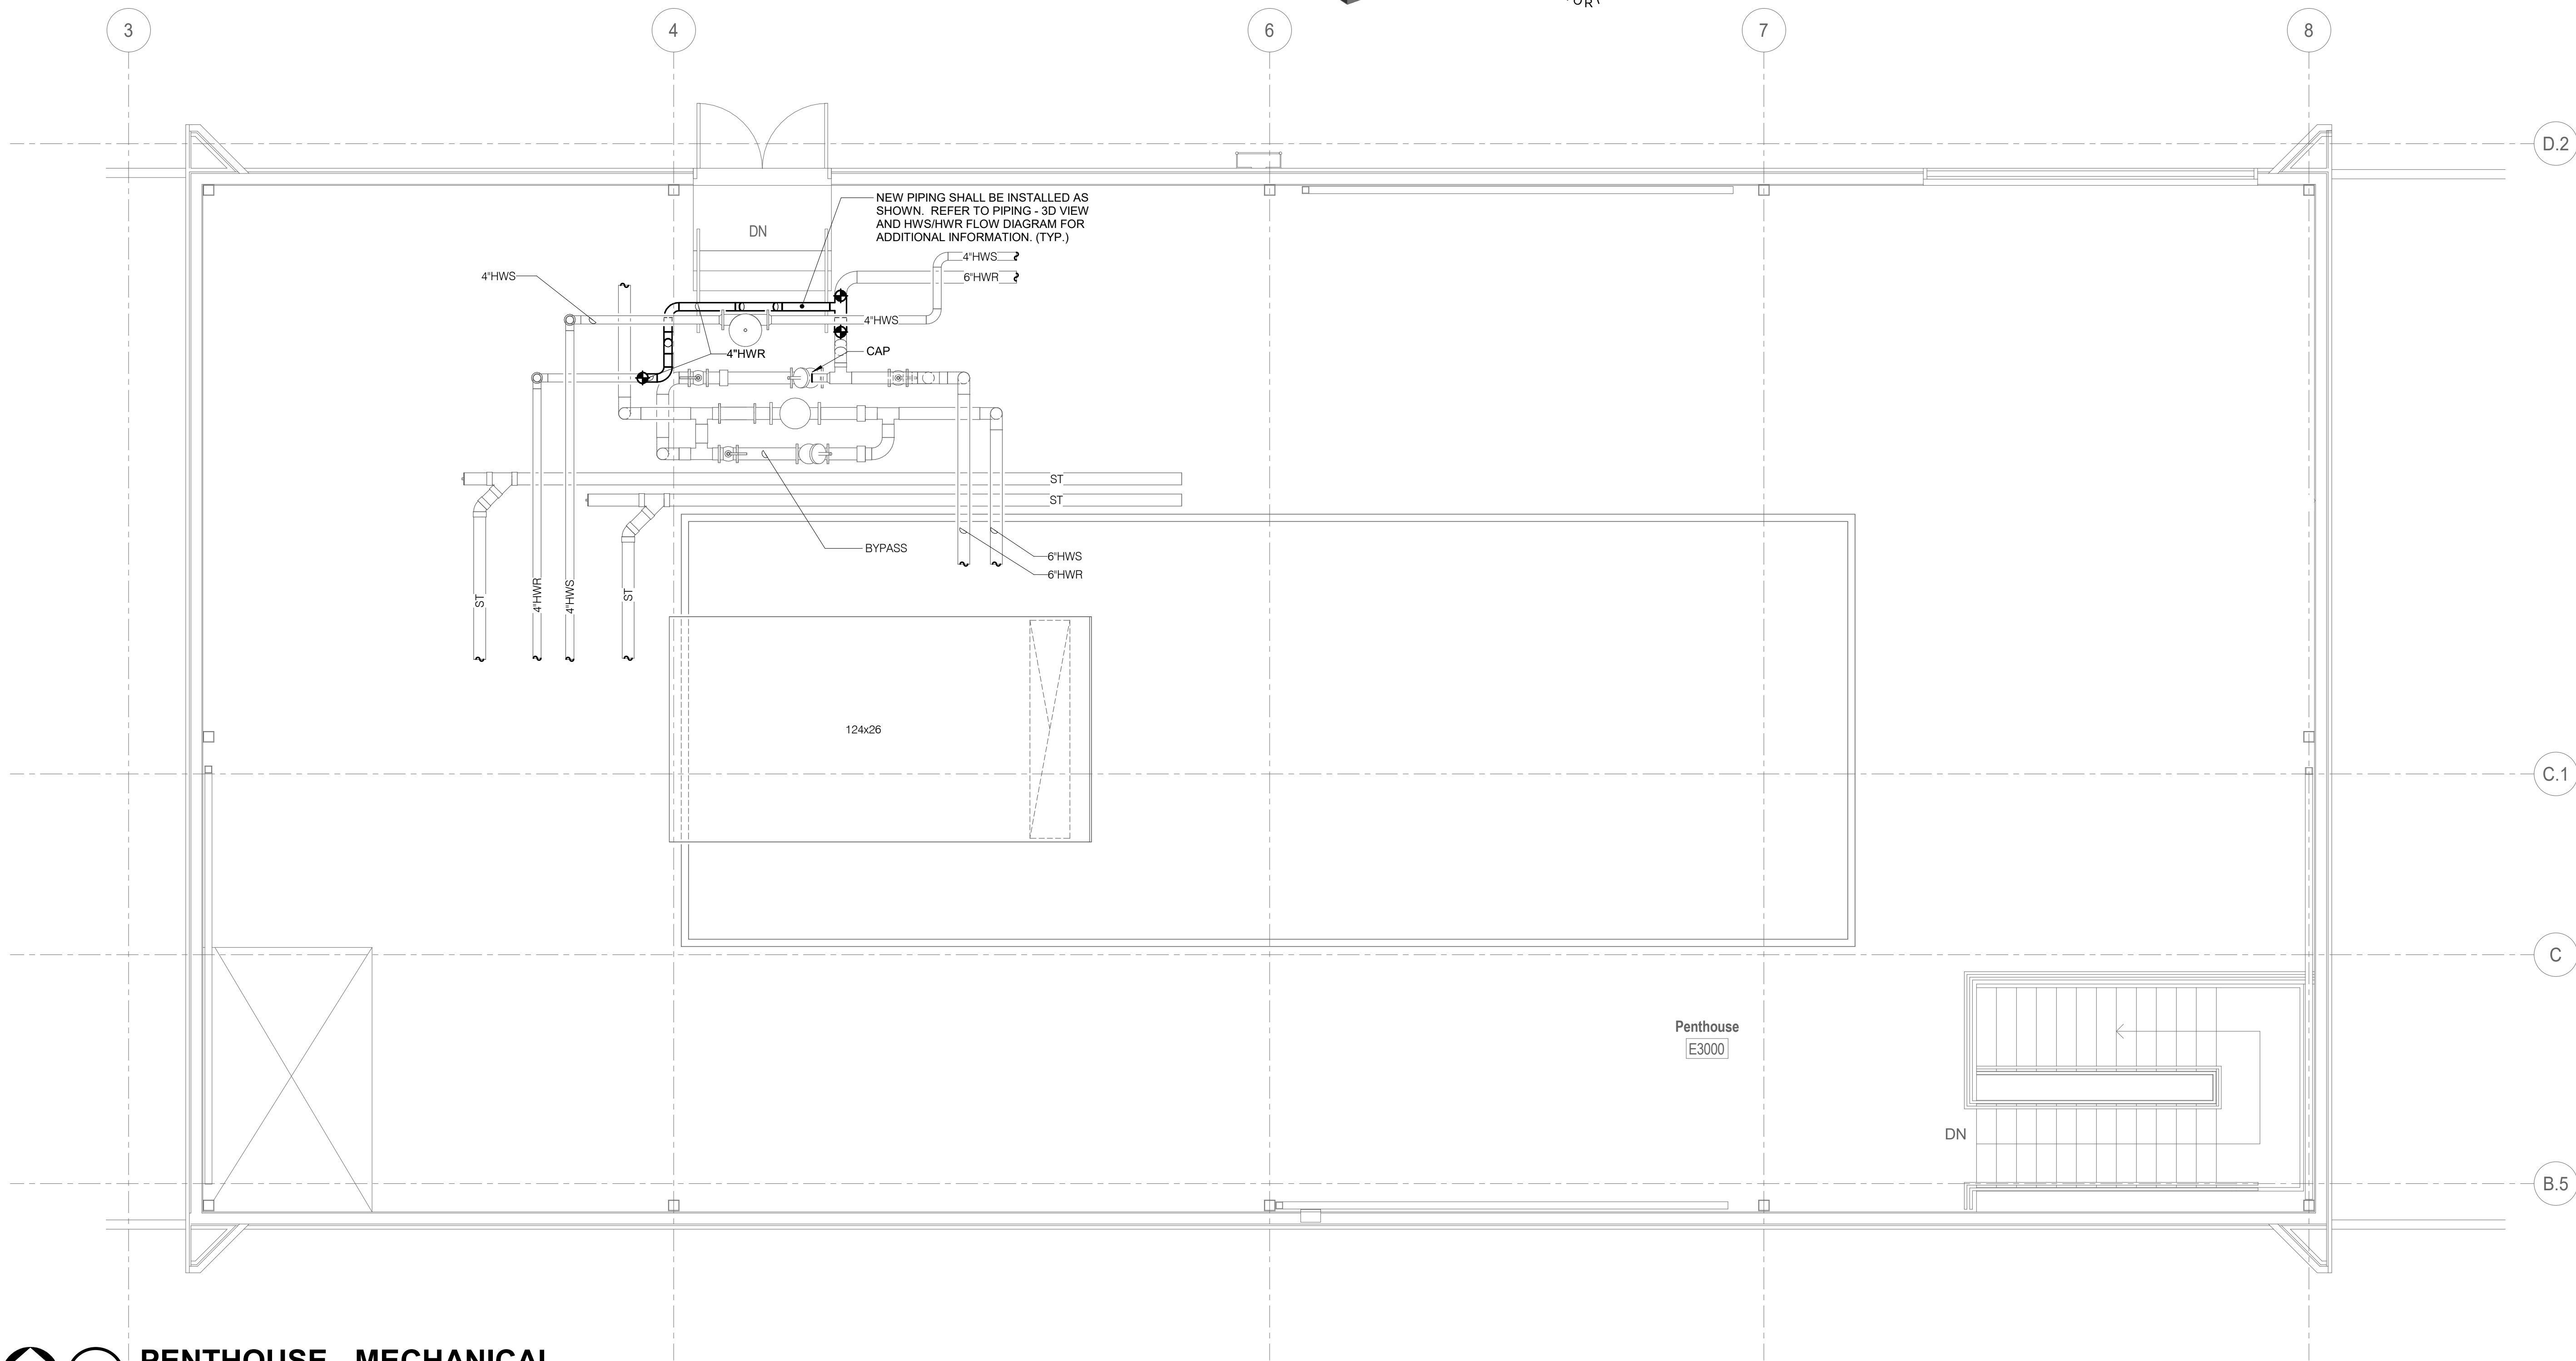 3
4
6
7
8
D.2
NEW PIPING SHALL BE INSTALLED AS
SHOWN. REFER TO PIPING - 3D VIEW
AND HWS/HWR FLOW DIAGRAM FOR
ADDITIONAL INFORMATION. (TYP.)
DN
4"HWS
4"HWS
6"HWR
4"HWS
4"HWR
CAP
ST
ST
BYPASS
6"HWS
6"HWR
ST
4"HWR
4"HWS
ST
124x26
C.1
C
Penthouse
E3000
DN
B.5
PENTHOUSE - MECHANICAL